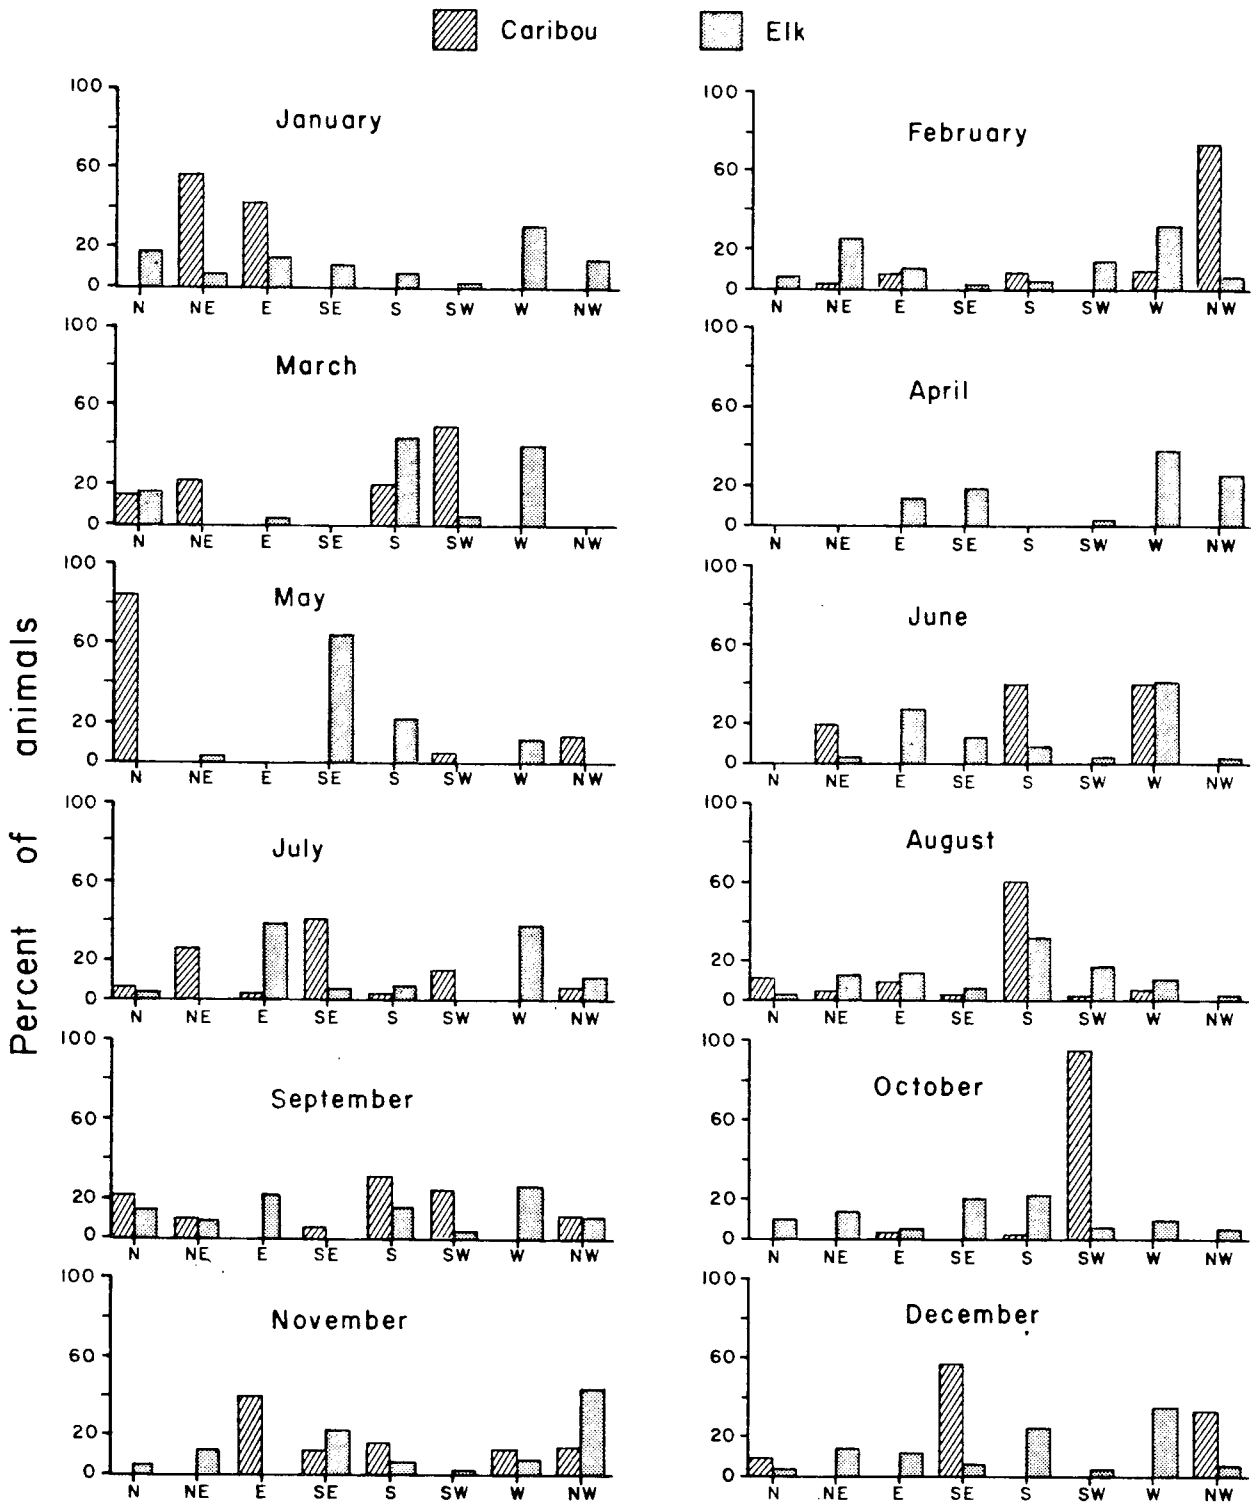 Caribou Elk
Percent of animals
January
100
60
20
0
N NE E SE S SW W NW
February
100
60
20
0
N NE E SE S SW W NW
March
100
60
20
0
N NE E SE S SW W NW
April
100
60
20
0
N NE E SE S SW W NW
May
100
60
20
0
N NE E SE S SW W NW
June
100
60
20
0
N NE E SE S SW W NW
July
100
60
20
0
N NE E SE S SW W NW
August
100
60
20
0
N NE E SE S SW W NW
September
100
60
20
0
N NE E SE S SW W NW
October
100
60
20
0
N NE E SE S SW W NW
November
100
60
20
0
N NE E SE S SW W NW
December
100
60
20
0
N NE E SE S SW W NW